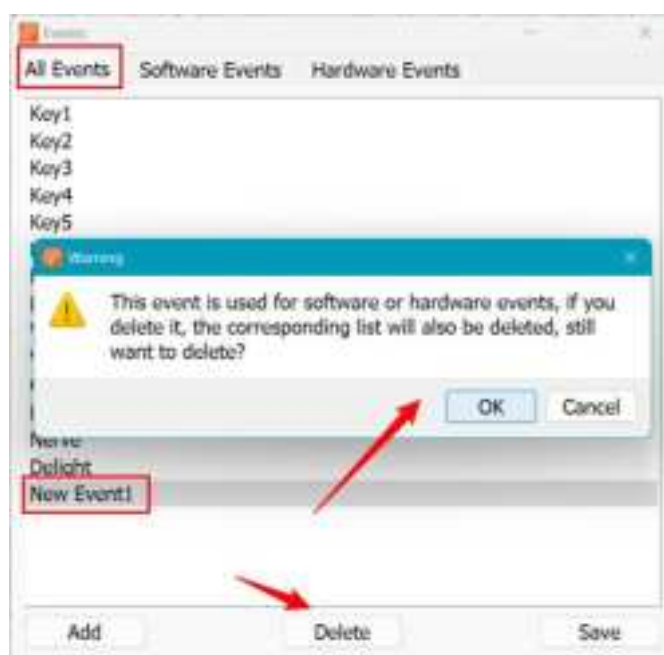 Events
All Events Software Events Hardware Events
Key1
Key2
Key3
Key4
Key5
Warning
This event is used for software or hardware events, if you
delete it, the corresponding list will also be deleted, still
want to delete?
OK Cancel
Nerve
Delight
New Event1
Add Delete Save